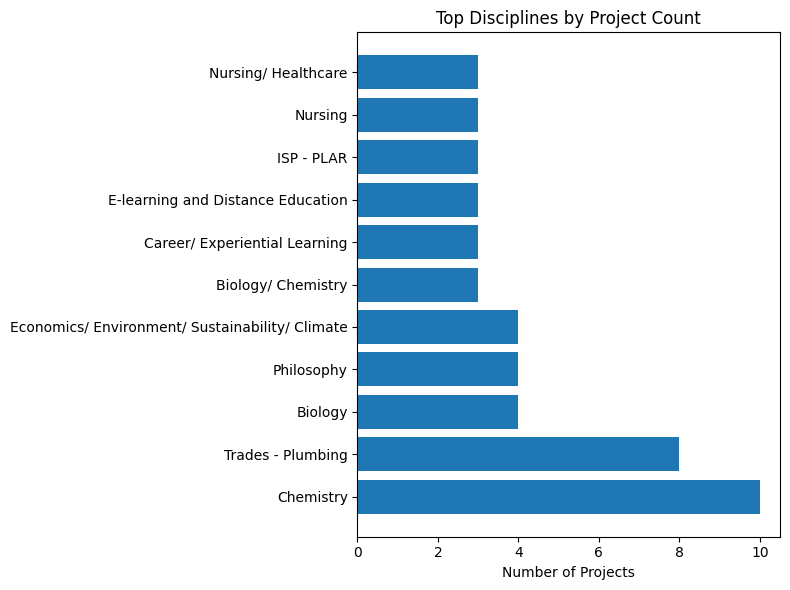 Top Disciplines by Project Count
Nursing/ Healthcare
Nursing
ISP - PLAR
E-learning and Distance Education
Career/ Experiential Learning
Biology/ Chemistry
Economics/ Environment/ Sustainability/ Climate
Philosophy
Biology
Trades - Plumbing
Chemistry
0 2 4 6 8 10
Number of Projects